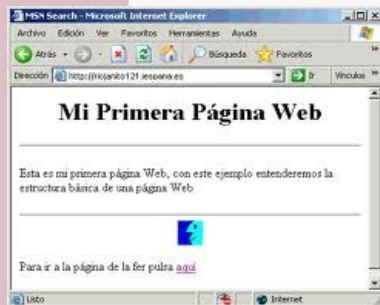 MSN Search - Microsoft Internet Explorer
Archivo Edición Ver Favoritos Herramientas Ayuda
Atrás Búsqueda Favoritos
Dirección Ir Vínculos
Mi Primera Página Web
Esta es mi primera página Web, con este ejemplo entenderemos la
estructura básica de una página Web
Para ir a la página de la fer pulsa aquí
Listo Internet